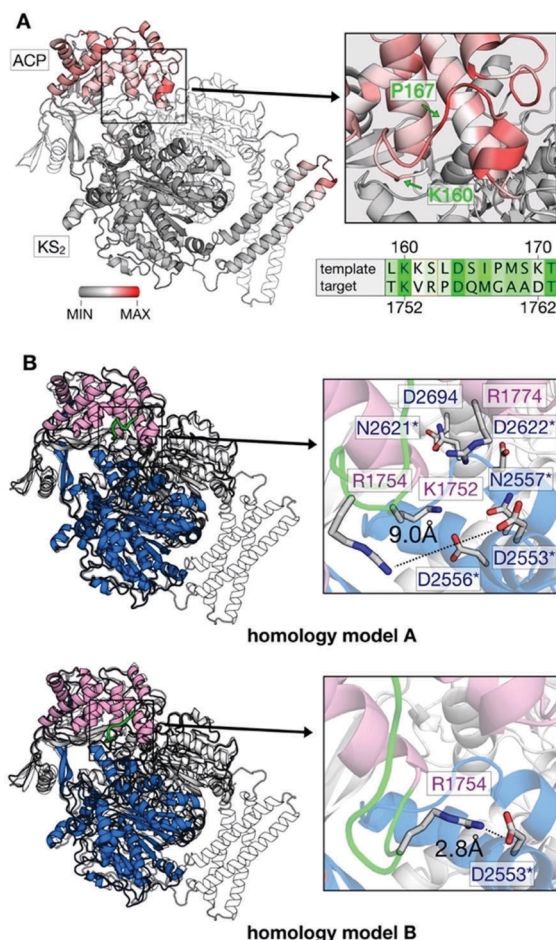 A
ACP
KS2
MIN MAX
P167
K160
160 170
template L K K S L D S I P M S K T
target T K V R P D Q M G A A D T
1752 1762
B
D2694 R1774
N2621* D2622*
R1754 K1752 N2557*
9.0Å
D2556* D2553*
homology model A
R1754
2.8Å
D2553*
homology model B